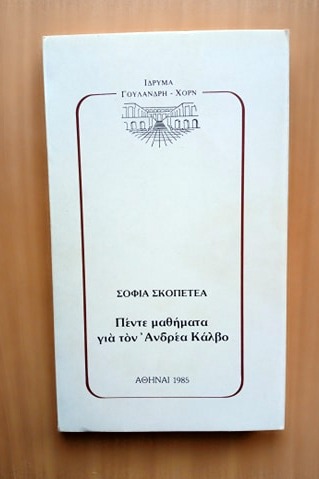 ΙΔΡΥΜΑ
ΓΟΥΛΑΝΔΡΗ - ΧΟΡΝ
ΣΟΦΙΑ ΣΚΟΠΕΤΕΑ
Πέντε μαθήματα
γιὰ τὸν Ἀνδρέα Κάλβο
ΑΘΗΝΑΙ 1985